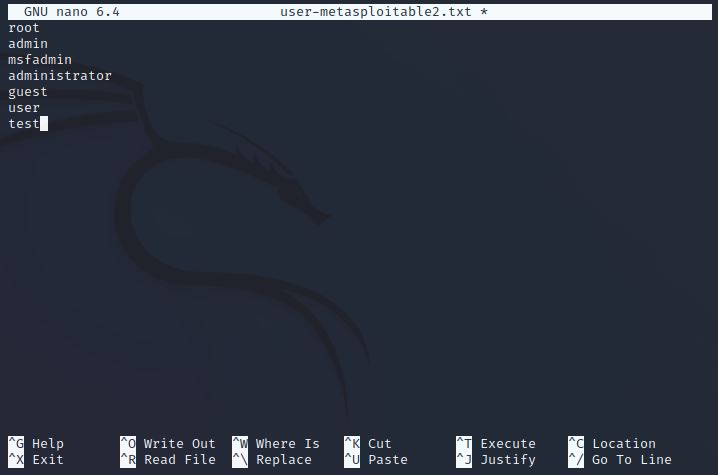 GNU nano 6.4 user-metasploitable2.txt *
root
admin
msfadmin
administrator
guest
user
test
^G Help ^O Write Out ^W Where Is ^K Cut ^T Execute ^C Location
^X Exit ^R Read File ^\ Replace ^U Paste ^J Justify ^/ Go To Line